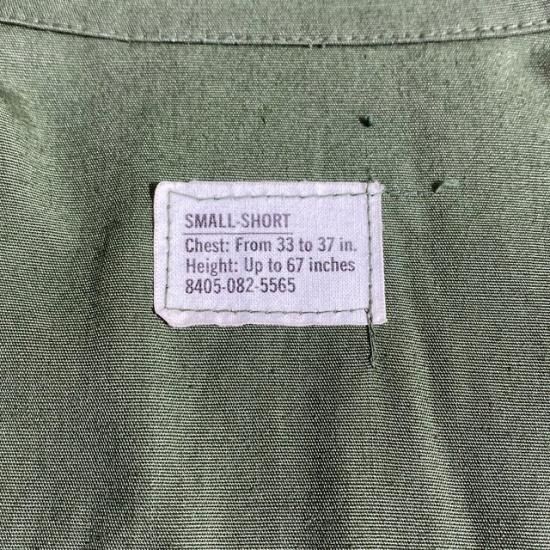 SMALL-SHORT
Chest: From 33 to 37 in.
Height: Up to 67 inches
8405-082-5565